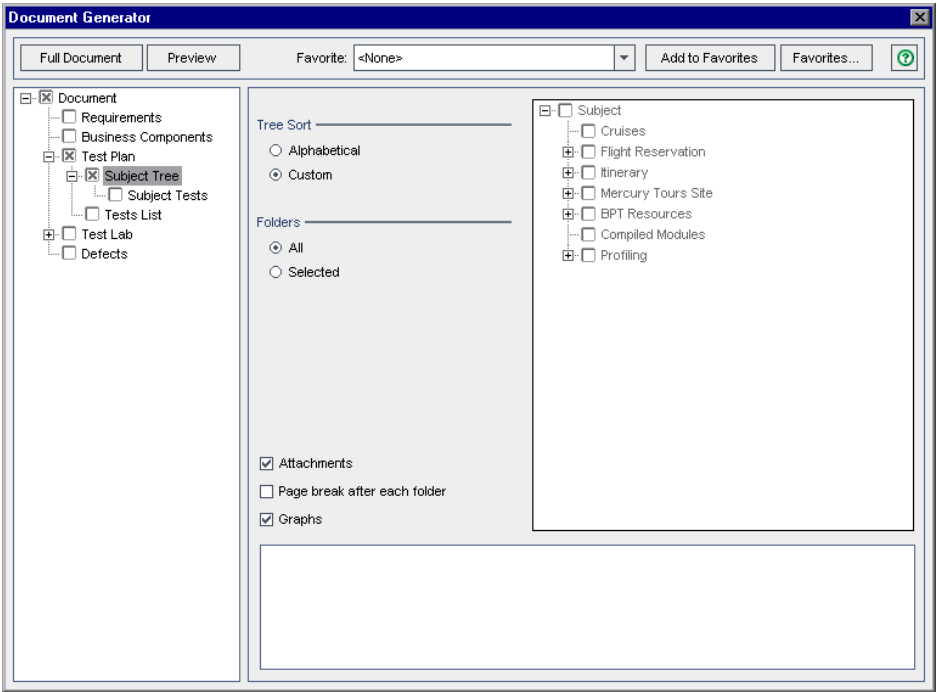 Document Generator
Full Document Preview Favorite: <None> Add to Favorites Favorites...
Document
Requirements
Business Components
Test Plan
Subject Tree
Subject Tests
Tests List
Test Lab
Defects
Tree Sort
Alphabetical
Custom
Folders
All
Selected
Attachments
Page break after each folder
Graphs
Subject
Cruises
Flight Reservation
Itinerary
Mercury Tours Site
BPT Resources
Compiled Modules
Profiling